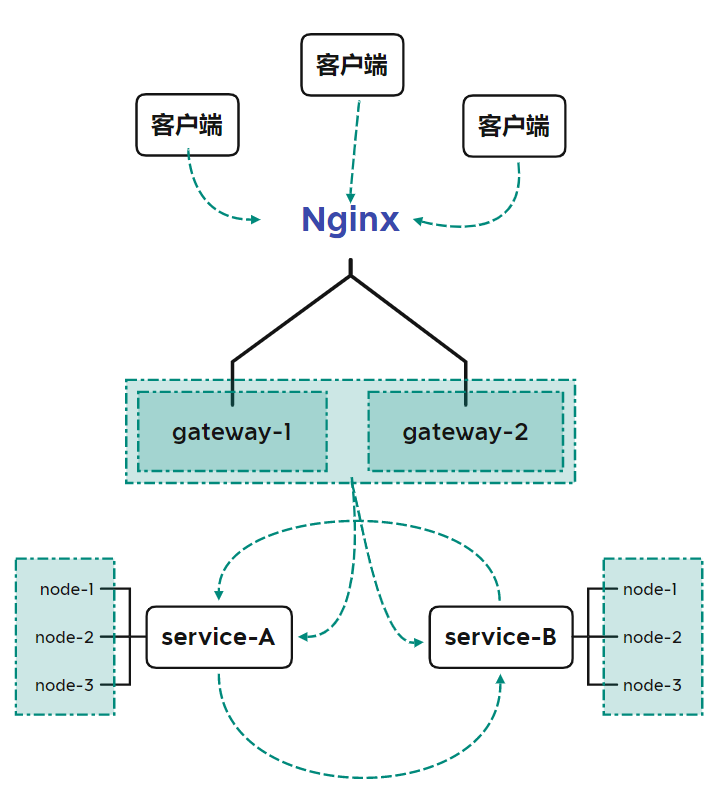 客户端
客户端
客户端
Nginx
gateway-1
gateway-2
node-1
node-2
node-3
service-A
service-B
node-1
node-2
node-3